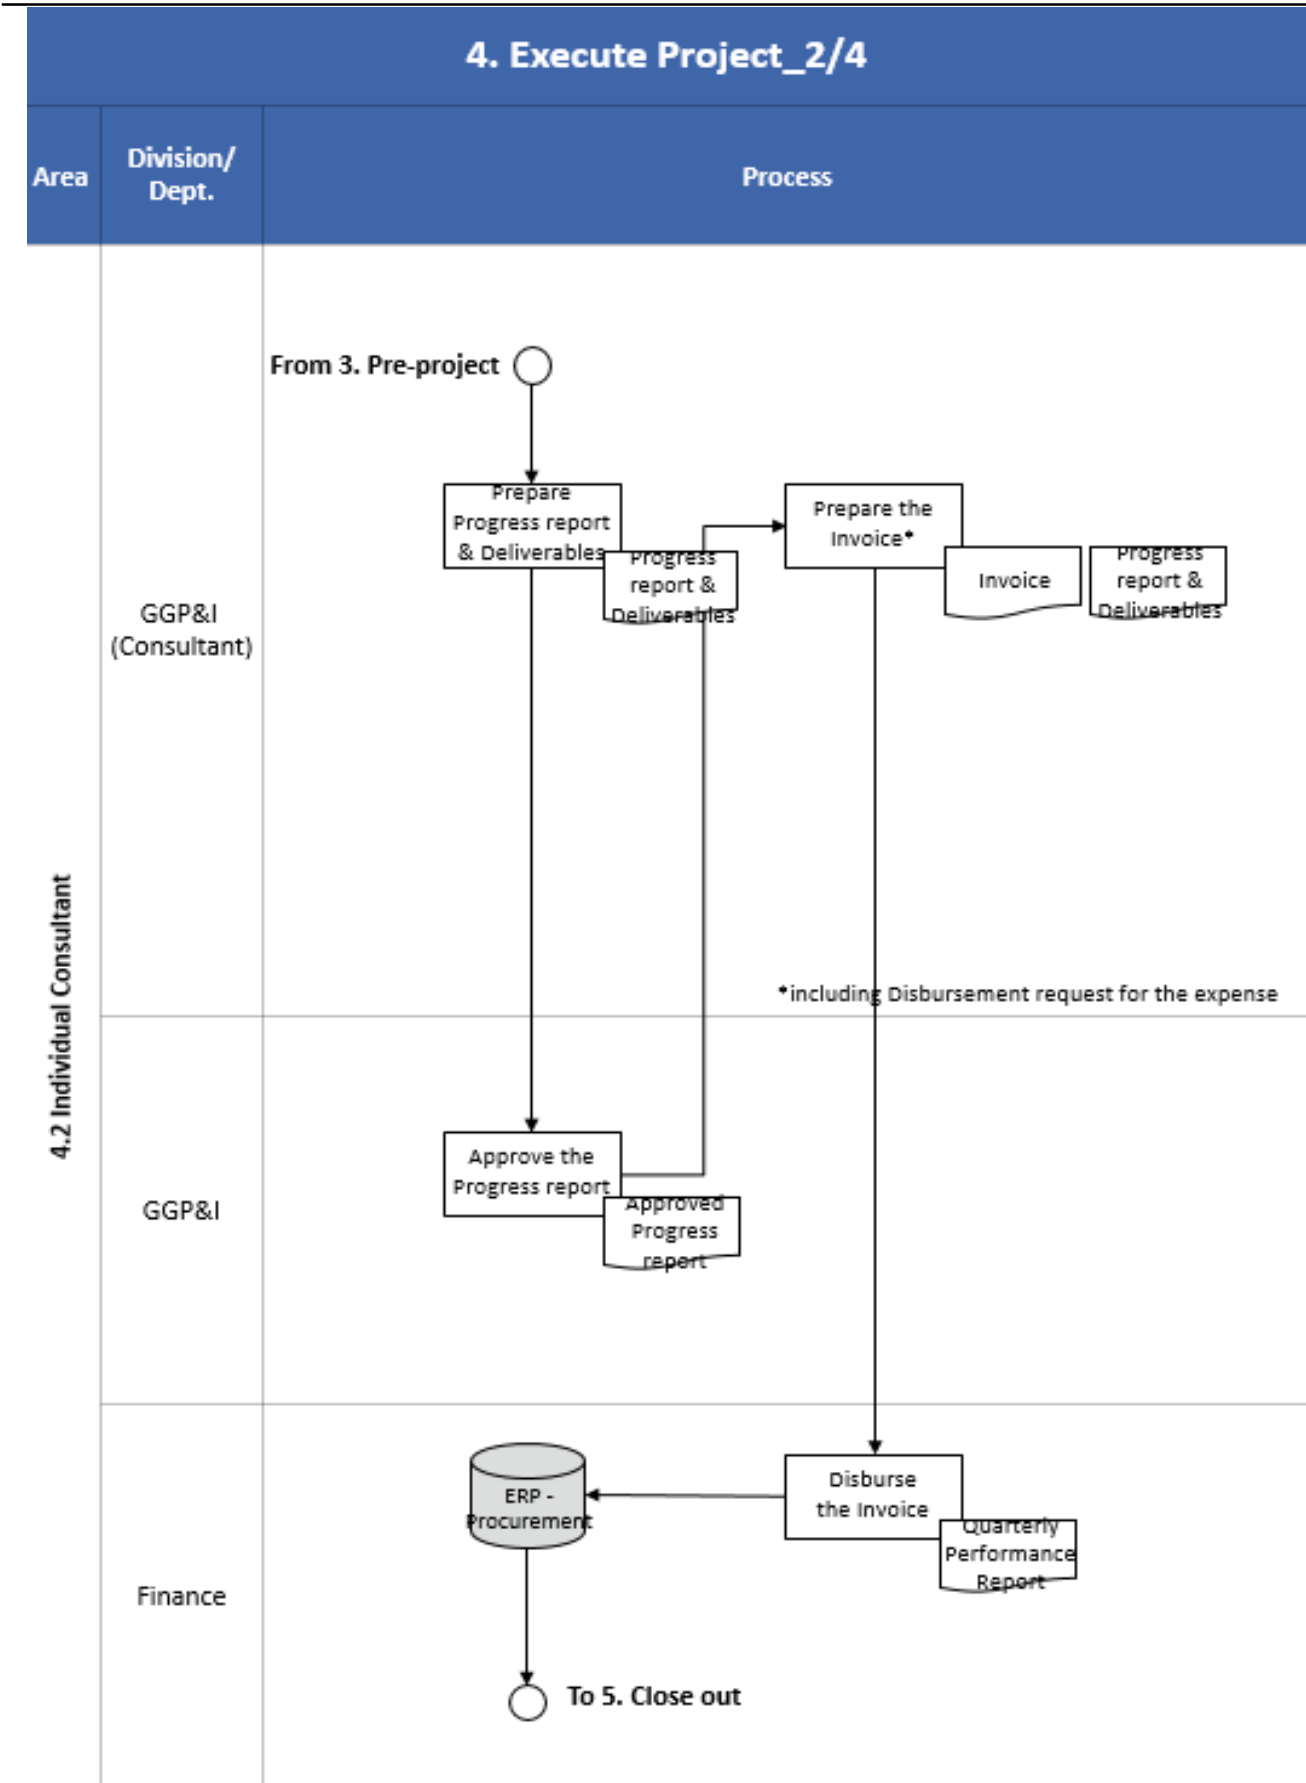 4. Execute Project_2/4
Area
Division/
Dept.
Process
4.2 Individual Consultant
GGP&I
(Consultant)
From 3. Pre-project
Prepare
Progress report
& Deliverables
Progress
report &
Deliverables
Prepare the
Invoice*
Invoice
Progress
report &
Deliverables
*including Disbursement request for the expense
GGP&I
Approve the
Progress report
Approved
Progress
report
Finance
ERP -
Procurement
Disburse
the Invoice
Quarterly
Performance
Report
To 5. Close out